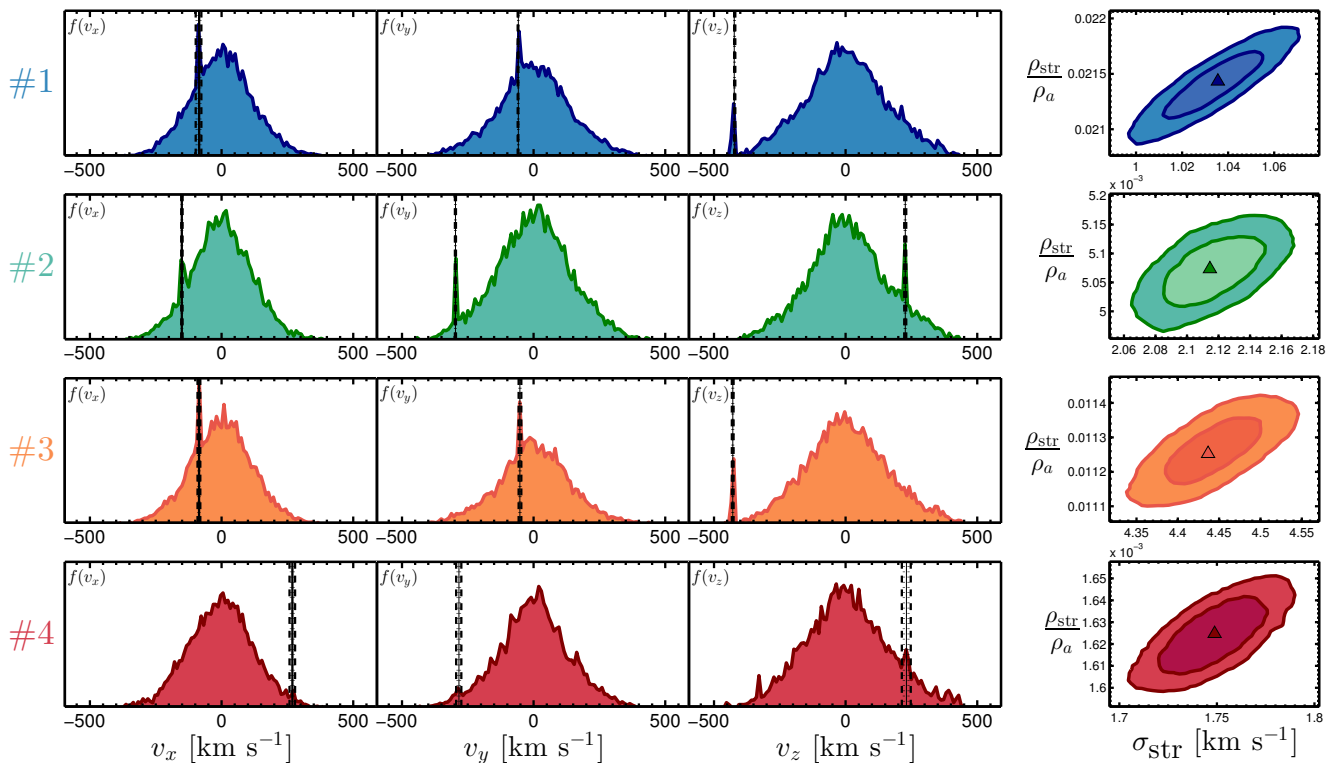 f(v_x) f(v_y) f(v_z) 0.022
#1 ρ_str/ρ_a 0.0215
0.021
−500 0 500 −500 0 500 −500 0 500 1 1.02 1.04 1.06
f(v_x) f(v_y) f(v_z) 5.2 x 10⁻³
5.15
#2 ρ_str/ρ_a 5.1
5.05
5
−500 0 500 −500 0 500 −500 0 500 2.06 2.08 2.1 2.12 2.14 2.16 2.18
f(v_x) f(v_y) f(v_z) 0.0114
#3 ρ_str/ρ_a 0.0113
0.0112
0.0111
−500 0 500 −500 0 500 −500 0 500 4.35 4.4 4.45 4.5 4.55
f(v_x) f(v_y) f(v_z) x 10⁻³
1.65
1.64
#4 ρ_str/ρ_a 1.63
1.61
1.6
−500 0 500 −500 0 500 −500 0 500 1.7 1.75 1.8
v_x [km s⁻¹] v_y [km s⁻¹] v_z [km s⁻¹] σ_str [km s⁻¹]